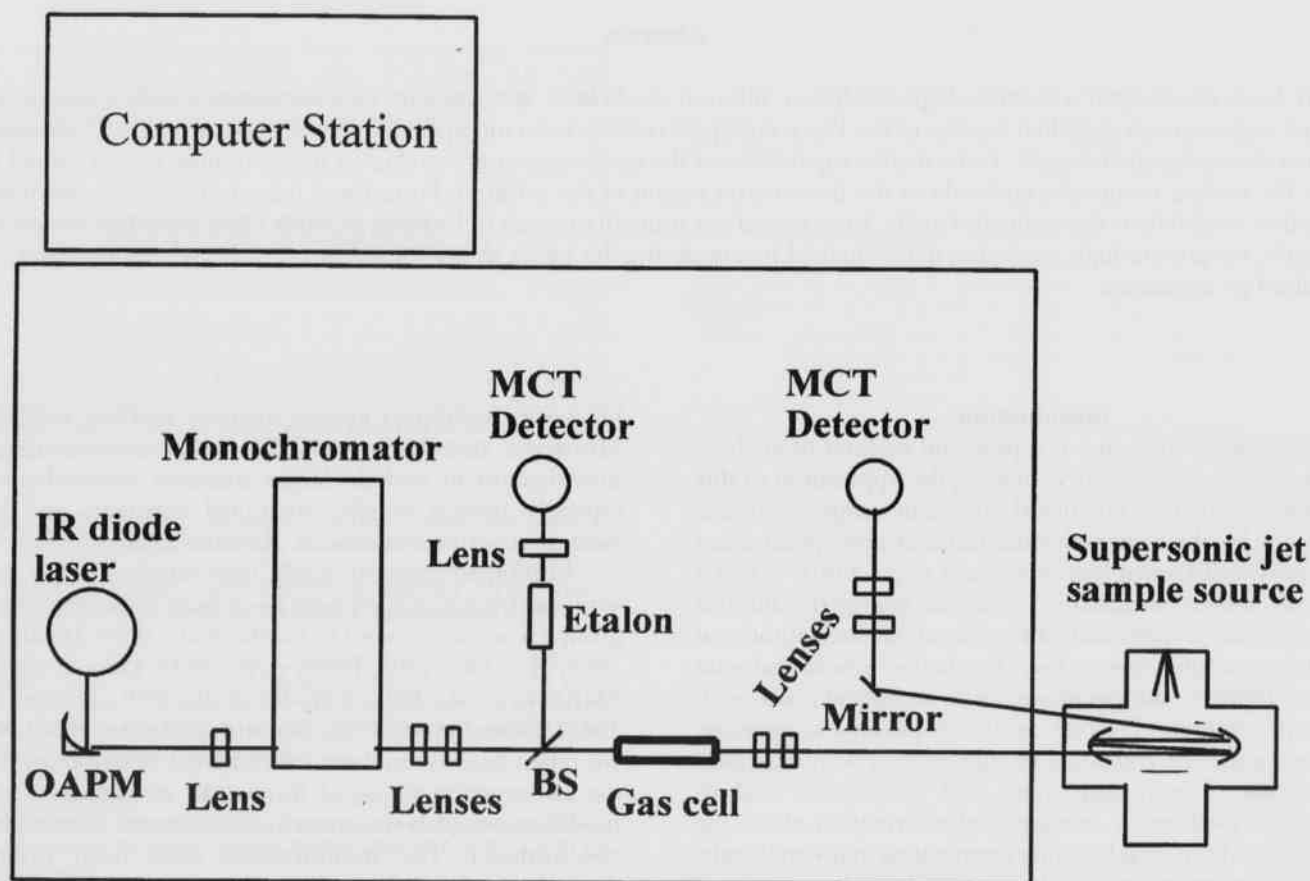 Computer Station
MCT
Detector
MCT
Detector
Monochromator
IR diode
laser
Lens
Etalon
Lenses
Supersonic jet
sample source
Mirror
OAPM
Lens
Lenses
BS
Gas cell